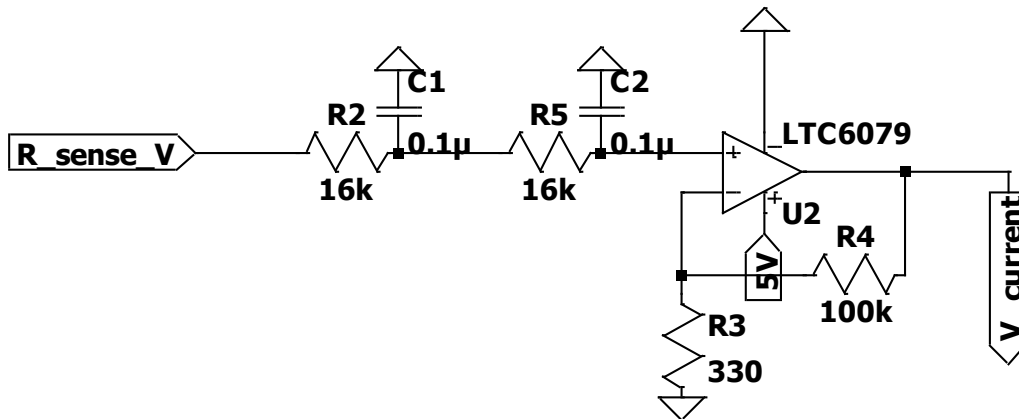 C1
C2
R2
R5
R_sense_V
0.1µ
0.1µ
LTC6079
16k
16k
U2
5V
R4
V_current
100k
R3
330